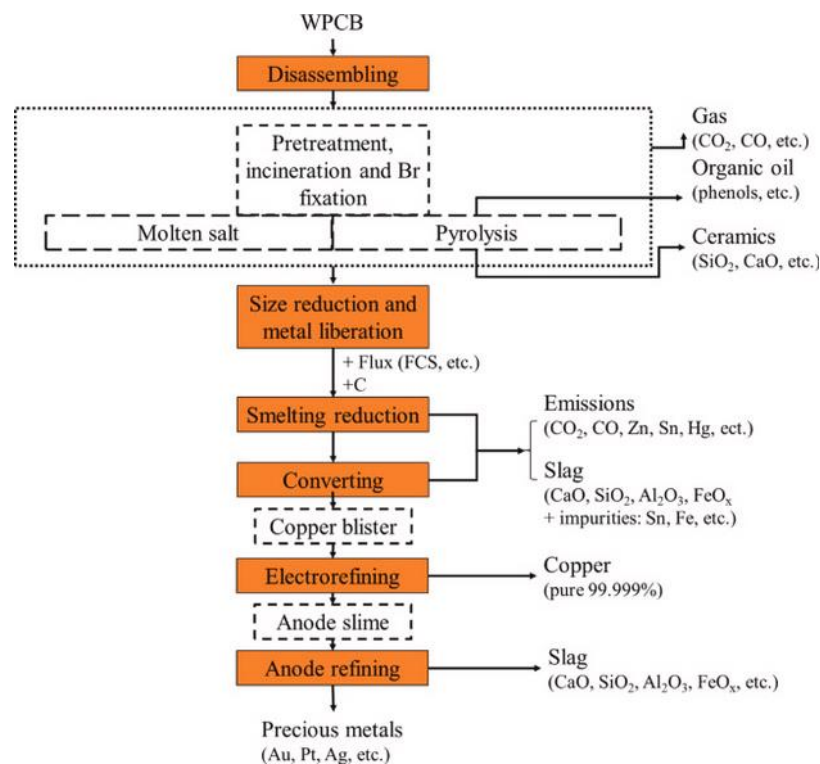 WPCB
Disassembling
Pretreatment,
incineration and Br
fixation
Molten salt
Pyrolysis
Gas
(CO₂, CO, etc.)
Organic oil
(phenols, etc.)
Ceramics
(SiO₂, CaO, etc.)
Size reduction and
metal liberation
+ Flux (FCS, etc.)
+C
Smelting reduction
Converting
Emissions
(CO₂, CO, Zn, Sn, Hg, ect.)
Slag
(CaO, SiO₂, Al₂O₃, FeOₓ
+ impurities: Sn, Fe, etc.)
Copper blister
Electrorefining
Copper
(pure 99.999%)
Anode slime
Anode refining
Slag
(CaO, SiO₂, Al₂O₃, FeOₓ, etc.)
Precious metals
(Au, Pt, Ag, etc.)